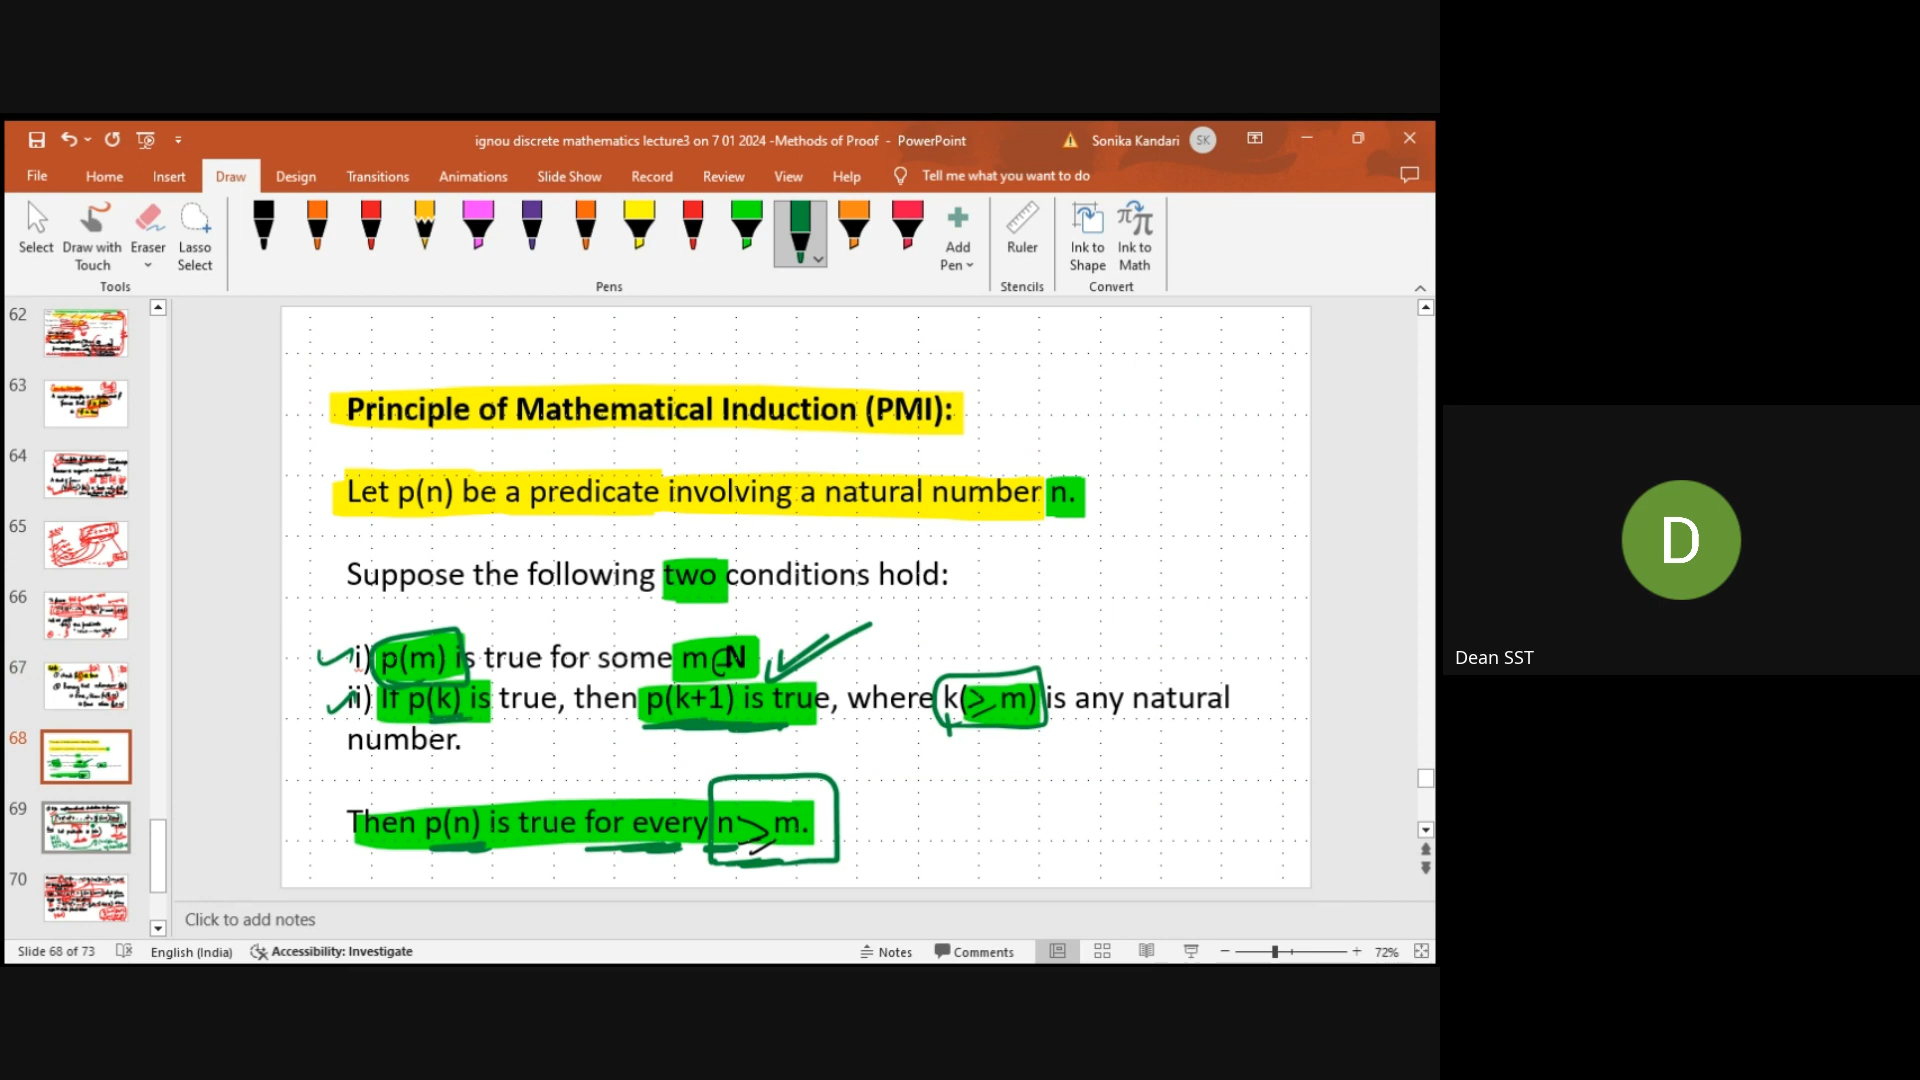 ignou discrete mathematics lecture3 on 7 01 2024 -Methods of Proof - PowerPoint
Sonika Kandari SK
File Home Insert Draw Design Transitions Animations Slide Show Record Review View Help Tell me what you want to do
Select Draw with Touch Eraser Lasso Select
Add Pen Ruler Ink to Shape Ink to Math
Tools Pens Stencils Convert
62
63
64
65
66
67
68
69
70
Principle of Mathematical Induction (PMI):
Let p(n) be a predicate involving a natural number n.
Suppose the following two conditions hold:
i) p(m) is true for some m∈N
ii) If p(k) is true, then p(k+1) is true, where k(≥ m) is any natural
number.
Then p(n) is true for every n ≥ m.
Click to add notes
Slide 68 of 73 English (India) Accessibility: Investigate Notes Comments 72%
D
Dean SST